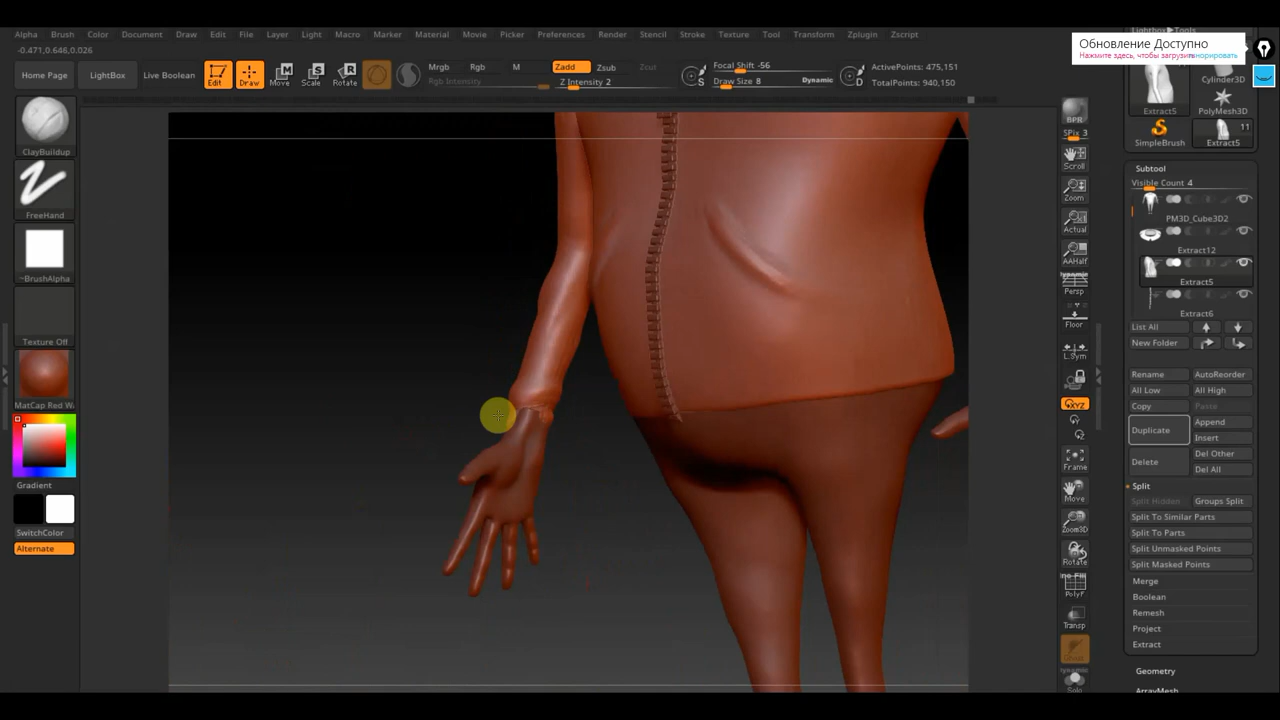 Alpha Brush Color Document Draw Edit File Layer Light Macro Marker Material Movie Picker Preferences Render Stencil Stroke Texture Tool Transform Zplugin Zscript
-0.471,0.646,0.026
Home Page
LightBox
Live Boolean
Edit
Draw
Move
Scale
Rotate
Mrgb Rgb M
Rgb Intensity
Zadd Zsub Zcut
Z Intensity 2
S
Focal Shift -56
Draw Size 8
Dynamic
D
ActivePoints: 475,151
TotalPoints: 940,150
Обновление Доступно
Нажмите здесь, чтобы загрузить
ClayBuildup
FreeHand
~BrushAlpha
Texture Off
MatCap Red W
Gradient
SwitchColor
Alternate
BPR
SPix 3
Scroll
Zoom
Actual
AAHalf
Dynamic
Persp
Floor
L.Sym
XYZ
Y
Z
Frame
Move
Zoom3D
Rotate
PolyF
Transp
Dynamic
Solo
Lightbox▸Tools
Extract5
Cylinder3D
PolyMesh3D
SimpleBrush
11
Extract5
Subtool
Visible Count 4
PM3D_Cube3D2
Extract12
Extract5
Extract6
List All
New Folder
Rename AutoReorder
All Low All High
Copy Paste
Duplicate
Append
Insert
Delete
Del Other
Del All
Split
Split Hidden Groups Split
Split To Similar Parts
Split To Parts
Split Unmasked Points
Split Masked Points
Merge
Boolean
Remesh
Project
Extract
Geometry
ArrayMesh